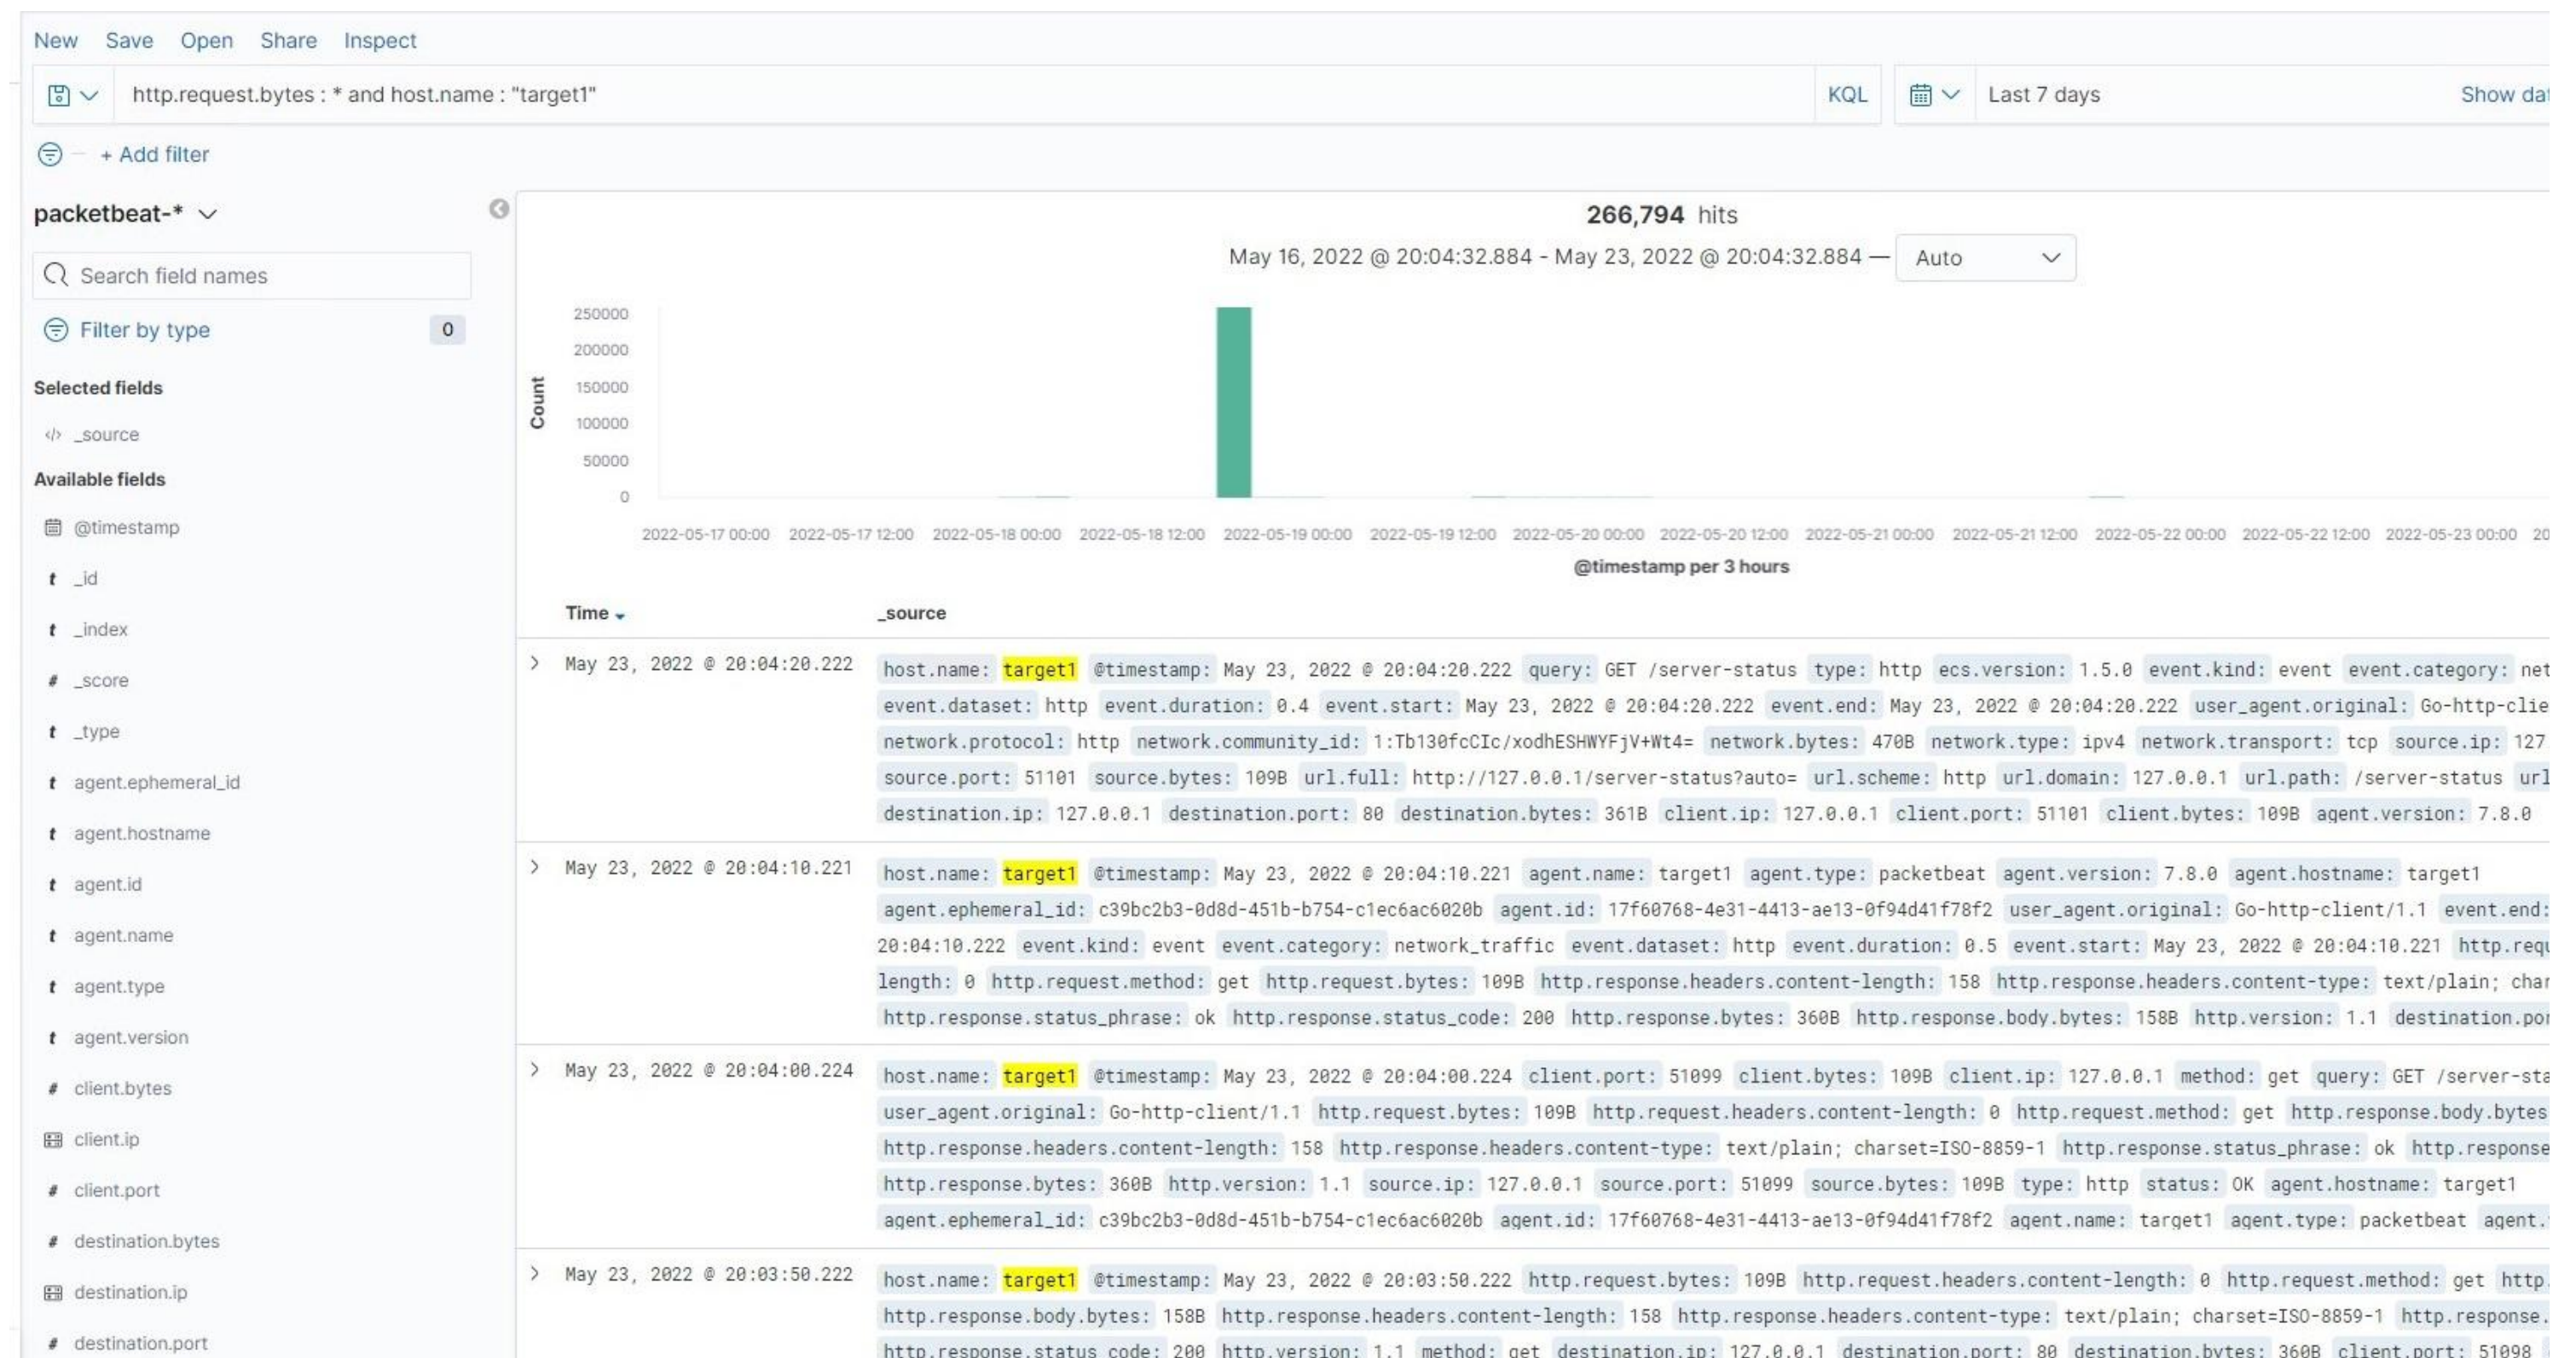 New Save Open Share Inspect
http.request.bytes : * and host.name : "target1" KQL Last 7 days Show dat
+ Add filter
packetbeat-*
Search field names
Filter by type 0
Selected fields
</> _source
Available fields
@timestamp
t _id
t _index
# _score
t _type
t agent.ephemeral_id
t agent.hostname
t agent.id
t agent.name
t agent.type
t agent.version
# client.bytes
client.ip
# client.port
# destination.bytes
destination.ip
# destination.port
266,794 hits
May 16, 2022 @ 20:04:32.884 - May 23, 2022 @ 20:04:32.884 — Auto
Count
250000
200000
150000
100000
50000
0
2022-05-17 00:00 2022-05-17 12:00 2022-05-18 00:00 2022-05-18 12:00 2022-05-19 00:00 2022-05-19 12:00 2022-05-20 00:00 2022-05-20 12:00 2022-05-21 00:00 2022-05-21 12:00 2022-05-22 00:00 2022-05-22 12:00 2022-05-23 00:00 20
@timestamp per 3 hours
Time _source
May 23, 2022 @ 20:04:20.222 host.name: target1 @timestamp: May 23, 2022 @ 20:04:20.222 query: GET /server-status type: http ecs.version: 1.5.0 event.kind: event event.category: net
event.dataset: http event.duration: 0.4 event.start: May 23, 2022 @ 20:04:20.222 event.end: May 23, 2022 @ 20:04:20.222 user_agent.original: Go-http-clie
network.protocol: http network.community_id: 1:Tb130fcCIc/xodhESHWYFjV+Wt4= network.bytes: 470B network.type: ipv4 network.transport: tcp source.ip: 127
source.port: 51101 source.bytes: 109B url.full: http://127.0.0.1/server-status?auto= url.scheme: http url.domain: 127.0.0.1 url.path: /server-status url
destination.ip: 127.0.0.1 destination.port: 80 destination.bytes: 361B client.ip: 127.0.0.1 client.port: 51101 client.bytes: 109B agent.version: 7.8.0
May 23, 2022 @ 20:04:10.221 host.name: target1 @timestamp: May 23, 2022 @ 20:04:10.221 agent.name: target1 agent.type: packetbeat agent.version: 7.8.0 agent.hostname: target1
agent.ephemeral_id: c39bc2b3-0d8d-451b-b754-c1ec6ac6020b agent.id: 17f60768-4e31-4413-ae13-0f94d41f78f2 user_agent.original: Go-http-client/1.1 event.end:
20:04:10.222 event.kind: event event.category: network_traffic event.dataset: http event.duration: 0.5 event.start: May 23, 2022 @ 20:04:10.221 http.requ
length: 0 http.request.method: get http.request.bytes: 109B http.response.headers.content-length: 158 http.response.headers.content-type: text/plain; char
http.response.status_phrase: ok http.response.status_code: 200 http.response.bytes: 360B http.response.body.bytes: 158B http.version: 1.1 destination.por
May 23, 2022 @ 20:04:00.224 host.name: target1 @timestamp: May 23, 2022 @ 20:04:00.224 client.port: 51099 client.bytes: 109B client.ip: 127.0.0.1 method: get query: GET /server-sta
user_agent.original: Go-http-client/1.1 http.request.bytes: 109B http.request.headers.content-length: 0 http.request.method: get http.response.body.bytes
http.response.headers.content-length: 158 http.response.headers.content-type: text/plain; charset=ISO-8859-1 http.response.status_phrase: ok http.response
http.response.bytes: 360B http.version: 1.1 source.ip: 127.0.0.1 source.port: 51099 source.bytes: 109B type: http status: OK agent.hostname: target1
agent.ephemeral_id: c39bc2b3-0d8d-451b-b754-c1ec6ac6020b agent.id: 17f60768-4e31-4413-ae13-0f94d41f78f2 agent.name: target1 agent.type: packetbeat agent.
May 23, 2022 @ 20:03:50.222 host.name: target1 @timestamp: May 23, 2022 @ 20:03:50.222 http.request.bytes: 109B http.request.headers.content-length: 0 http.request.method: get http.
http.response.body.bytes: 158B http.response.headers.content-length: 158 http.response.headers.content-type: text/plain; charset=ISO-8859-1 http.response.
http.response.status_code: 200 http.version: 1.1 method: get destination.ip: 127.0.0.1 destination.port: 80 destination.bytes: 360B client.port: 51098